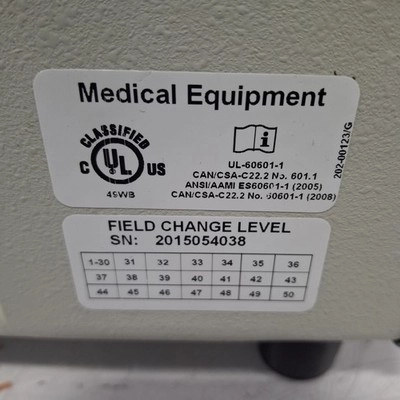 Medical Equipment
CLASSIFIED
C UL US
49WB
UL-60601-1
CAN/CSA-C22.2 No. 601.1
ANSI/AAMI ES60601-1 (2005)
CAN/CSA-C22.2 No. 60601-1 (2008)
202-00123/G
FIELD CHANGE LEVEL
SN: 2015054038
1-30 31 32 33 34 35 36
37 38 39 40 41 42 43
44 45 46 47 48 49 50